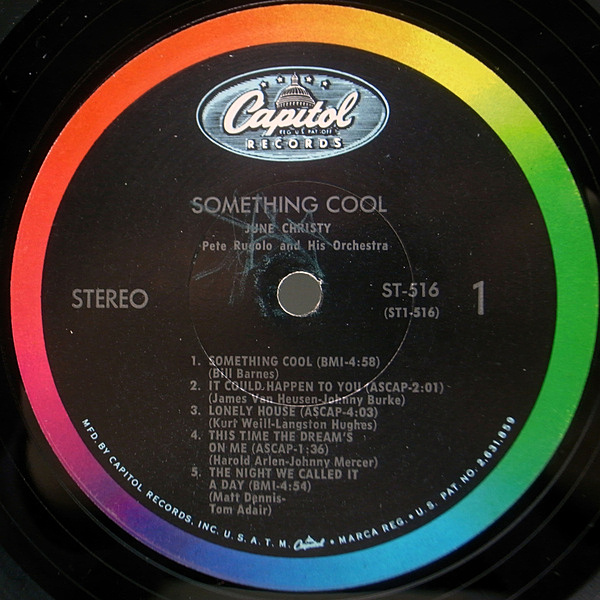 Capitol
REG. U.S. PAT. OFF.
RECORDS
SOMETHING COOL
JUNE CHRISTY
Pete Rugolo and His Orchestra
STEREO
ST-516
(ST1-516)
1
1. SOMETHING COOL (BMI-4:58)
(Bill Barnes)
2. IT COULD HAPPEN TO YOU (ASCAP-2:01)
(James Van Heusen-Johnny Burke)
3. LONELY HOUSE (ASCAP-4:03)
(Kurt Weill-Langston Hughes)
4. THIS TIME THE DREAM'S
ON ME (ASCAP-1:36)
(Harold Arlen-Johnny Mercer)
5. THE NIGHT WE CALLED IT
A DAY (BMI-4:54)
(Matt Dennis-
Tom Adair)
MFD. BY CAPITOL RECORDS, INC. U.S.A. T.M. Capitol • MARCA REG. • U.S. PAT. NO. 2,631,859